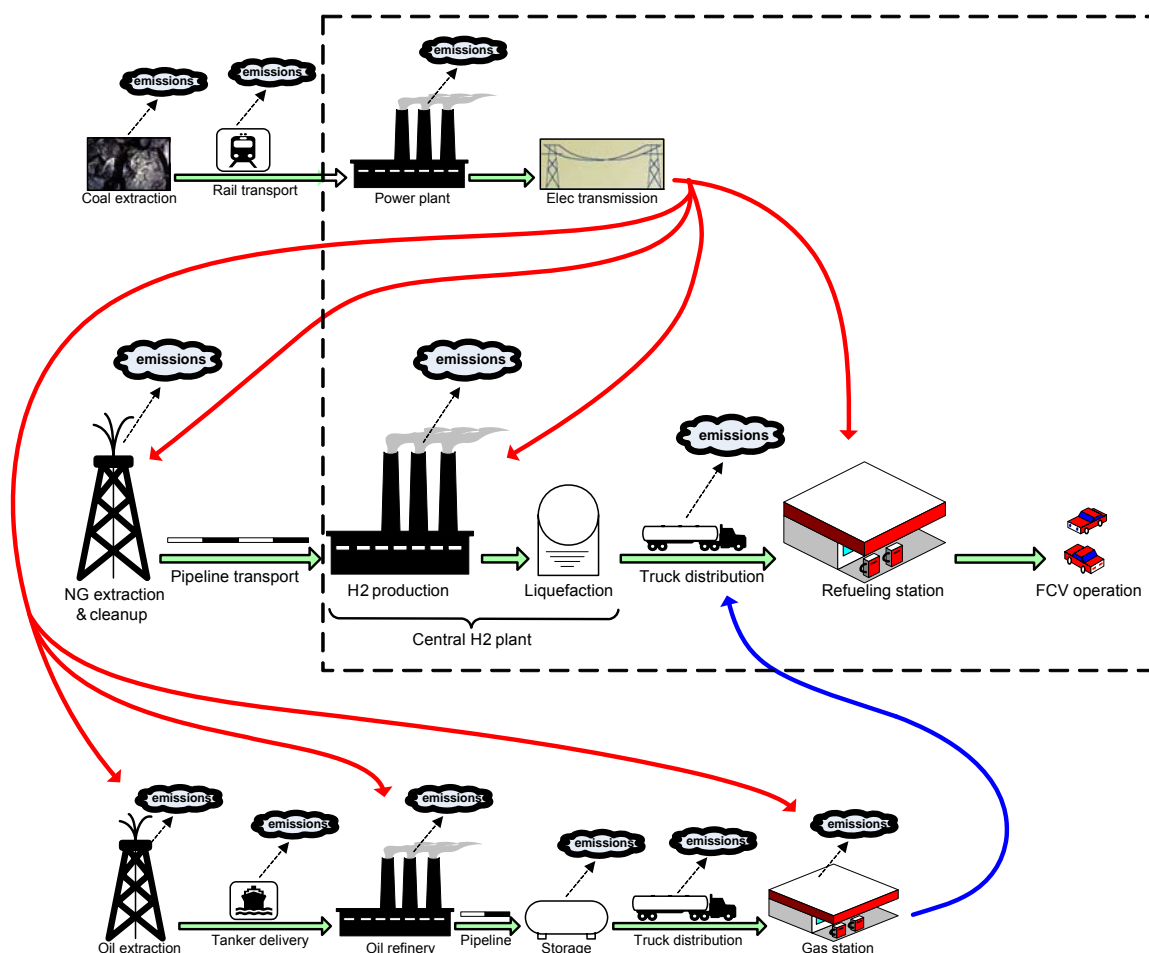 emissions
emissions
emissions
Coal extraction
Rail transport
Power plant
Elec transmission
emissions
emissions
emissions
NG extraction
& cleanup
Pipeline transport
H2 production
Liquefaction
Truck distribution
Refueling station
FCV operation
Central H2 plant
emissions
emissions
emissions
emissions
emissions
emissions
Oil extraction
Tanker delivery
Oil refinery
Pipeline
Storage
Truck distribution
Gas station